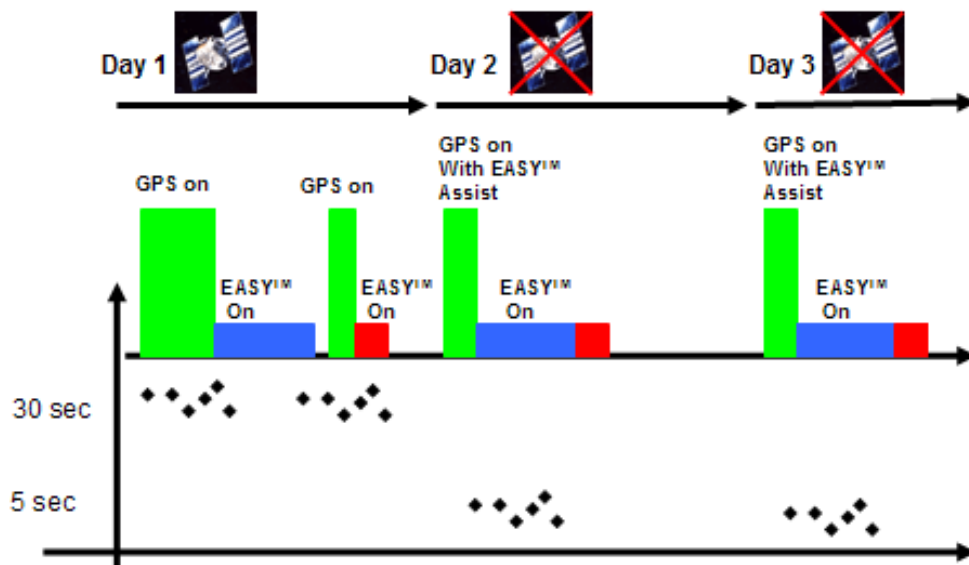 Day 1
Day 2
Day 3
GPS on
GPS on
GPS on
With EASY™
Assist
GPS on
With EASY™
Assist
EASY™
On
EASY™
On
EASY™
On
EASY™
On
30 sec
5 sec